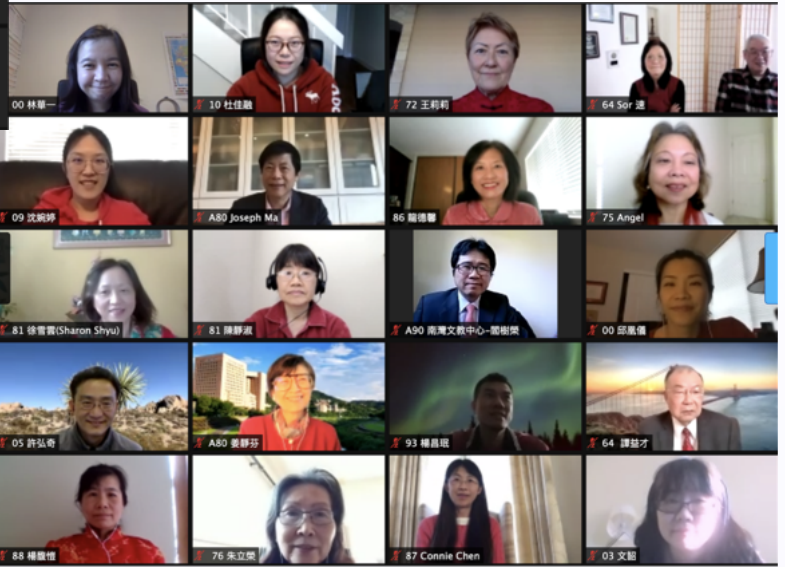 00 林單一
10 杜佳融
72 王莉莉
64 Sor 速
09 沈婉婷
A80 Joseph Ma
86 龍德馨
75 Angel
81 徐雪雲(Sharon Shyu)
81 陳靜淑
A90 南灣文教中心-閻樹榮
00 邱凰儀
05 許弘奇
A80 姜靜芬
93 楊昌珉
64 譚益才
88 楊馥愷
76 朱立榮
87 Connie Chen
03 文韶